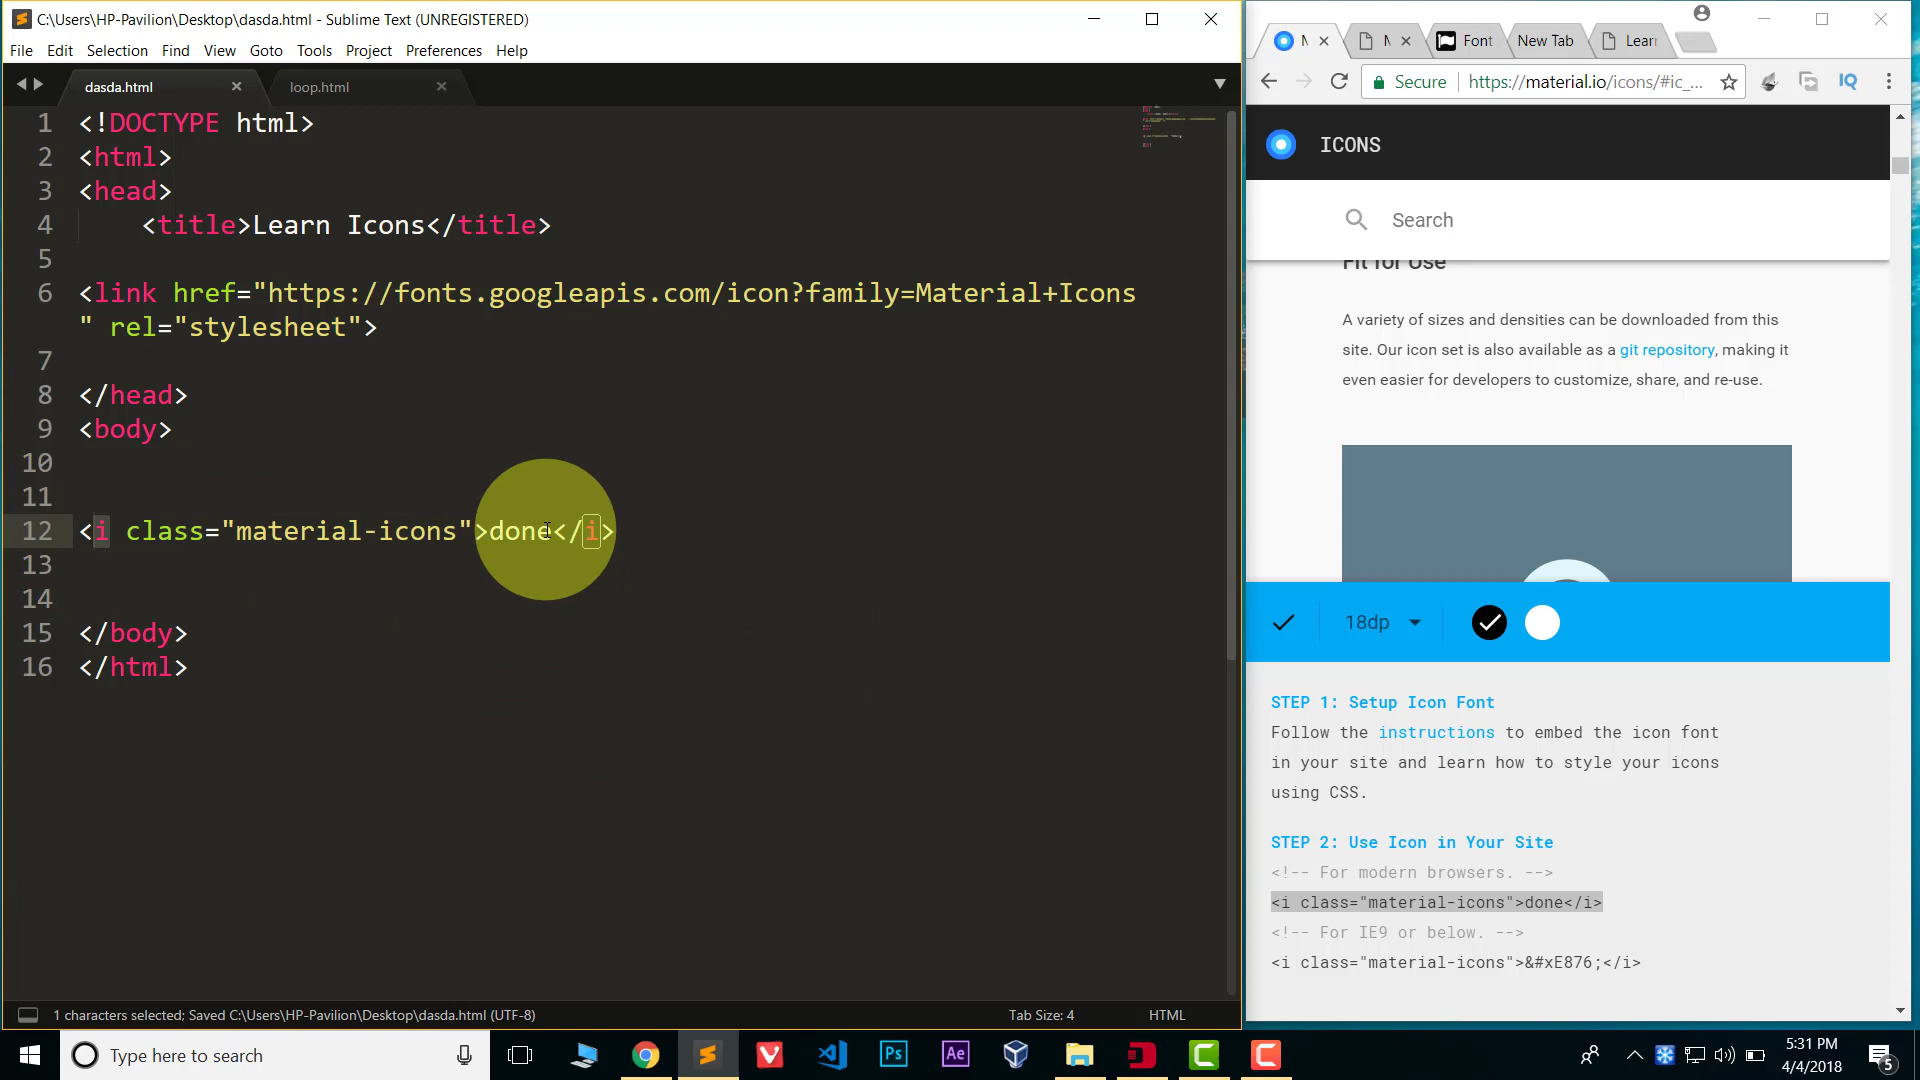 C:\Users\HP-Pavilion\Desktop\dasda.html - Sublime Text (UNREGISTERED)
File Edit Selection Find View Goto Tools Project Preferences Help
dasda.html
loop.html
1 <!DOCTYPE html>
2 <html>
3 <head>
4 <title>Learn Icons</title>
5
6 <link href="https://fonts.googleapis.com/icon?family=Material+Icons
" rel="stylesheet">
7
8 </head>
9 <body>
10
11
12 <i class="material-icons">done</i>
13
14
15 </body>
16 </html>
1 characters selected; Saved C:\Users\HP-Pavilion\Desktop\dasda.html (UTF-8)
Tab Size: 4
HTML
Font
New Tab
Lear
Secure
https://material.io/icons/#ic_...
IQ
ICONS
Search
Fit for Use
A variety of sizes and densities can be downloaded from this
site. Our icon set is also available as a git repository, making it
even easier for developers to customize, share, and re-use.
18dp
STEP 1: Setup Icon Font
Follow the instructions to embed the icon font
in your site and learn how to style your icons
using CSS.
STEP 2: Use Icon in Your Site
<!-- For modern browsers. -->
<i class="material-icons">done</i>
<!-- For IE9 or below. -->
<i class="material-icons">&#xE876;</i>
Type here to search
Ps
Ae
5:31 PM
4/4/2018
5